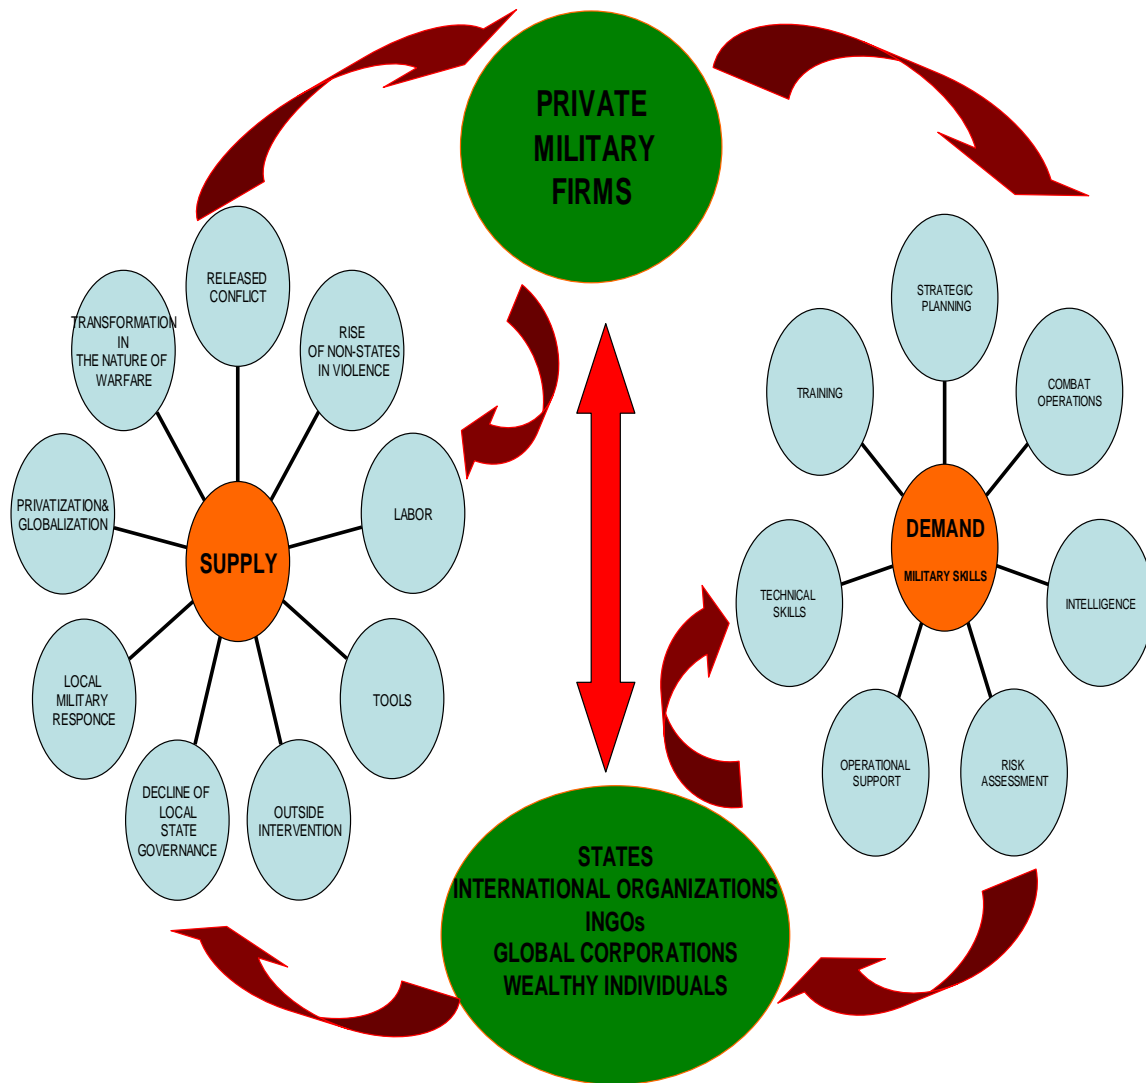 PRIVATE
MILITARY
FIRMS
RELEASED
CONFLICT
TRANSFORMATION
IN
THE NATURE OF
WARFARE
RISE
OF NON-STATES
IN VIOLENCE
PRIVATIZATION&
GLOBALIZATION
LABOR
SUPPLY
LOCAL
MILITARY
RESPONCE
TOOLS
DECLINE OF
LOCAL
STATE
GOVERNANCE
OUTSIDE
INTERVENTION
STRATEGIC
PLANNING
TRAINING
COMBAT
OPERATIONS
DEMAND
MILITARY SKILLS
TECHNICAL
SKILLS
INTELLIGENCE
OPERATIONAL
SUPPORT
RISK
ASSESSMENT
STATES
INTERNATIONAL ORGANIZATIONS
INGOs
GLOBAL CORPORATIONS
WEALTHY INDIVIDUALS